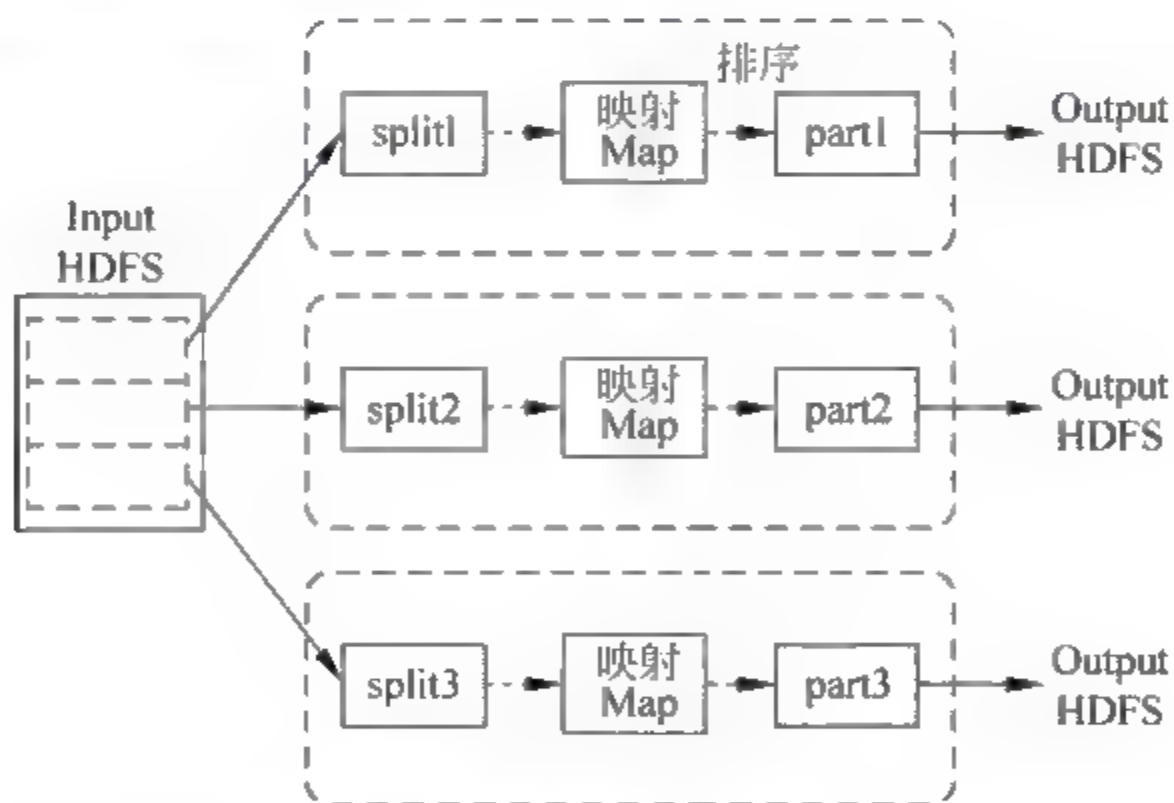 Input
HDFS
split1
映射
Map
排序
part1
Output
HDFS
split2
映射
Map
part2
Output
HDFS
split3
映射
Map
part3
Output
HDFS